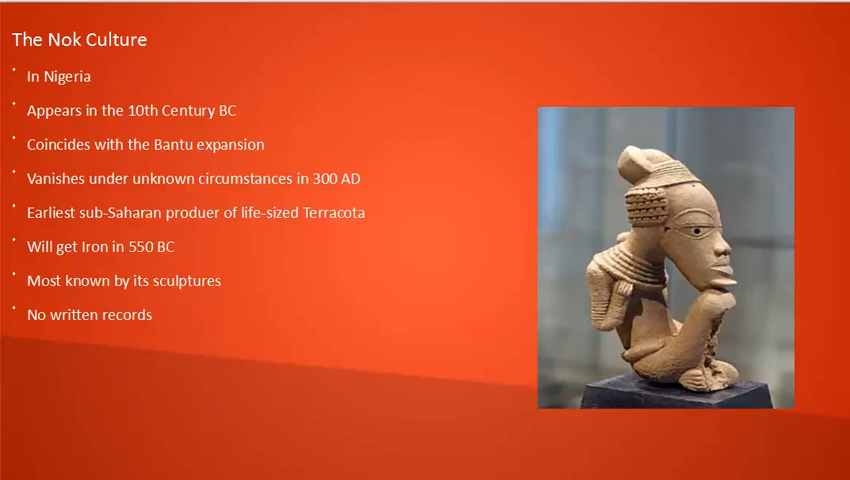 The Nok Culture
In Nigeria
Appears in the 10th Century BC
Coincides with the Bantu expansion
Vanishes under unknown circumstances in 300 AD
Earliest sub-Saharan produer of life-sized Terracota
Will get Iron in 550 BC
Most known by its sculptures
No written records